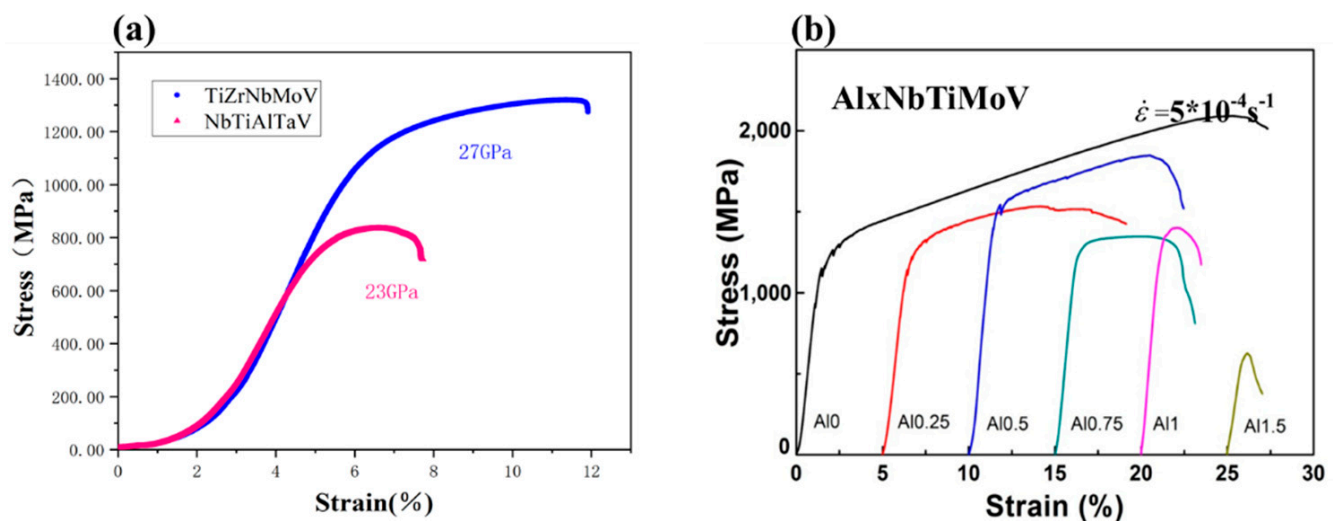 (a)
1400.00
1200.00
1000.00
800.00
600.00
400.00
200.00
0.00
Stress (MPa)
TiZrNbMoV
NbTiAlTaV
27GPa
23GPa
0 2 4 6 8 10 12
Strain(%)
(b)
AlxNbTiMoV
ε̇ =5*10⁻⁴s⁻¹
2,000
1,000
0
Stress (MPa)
Al0 Al0.25 Al0.5 Al0.75 Al1 Al1.5
0 5 10 15 20 25 30
Strain (%)